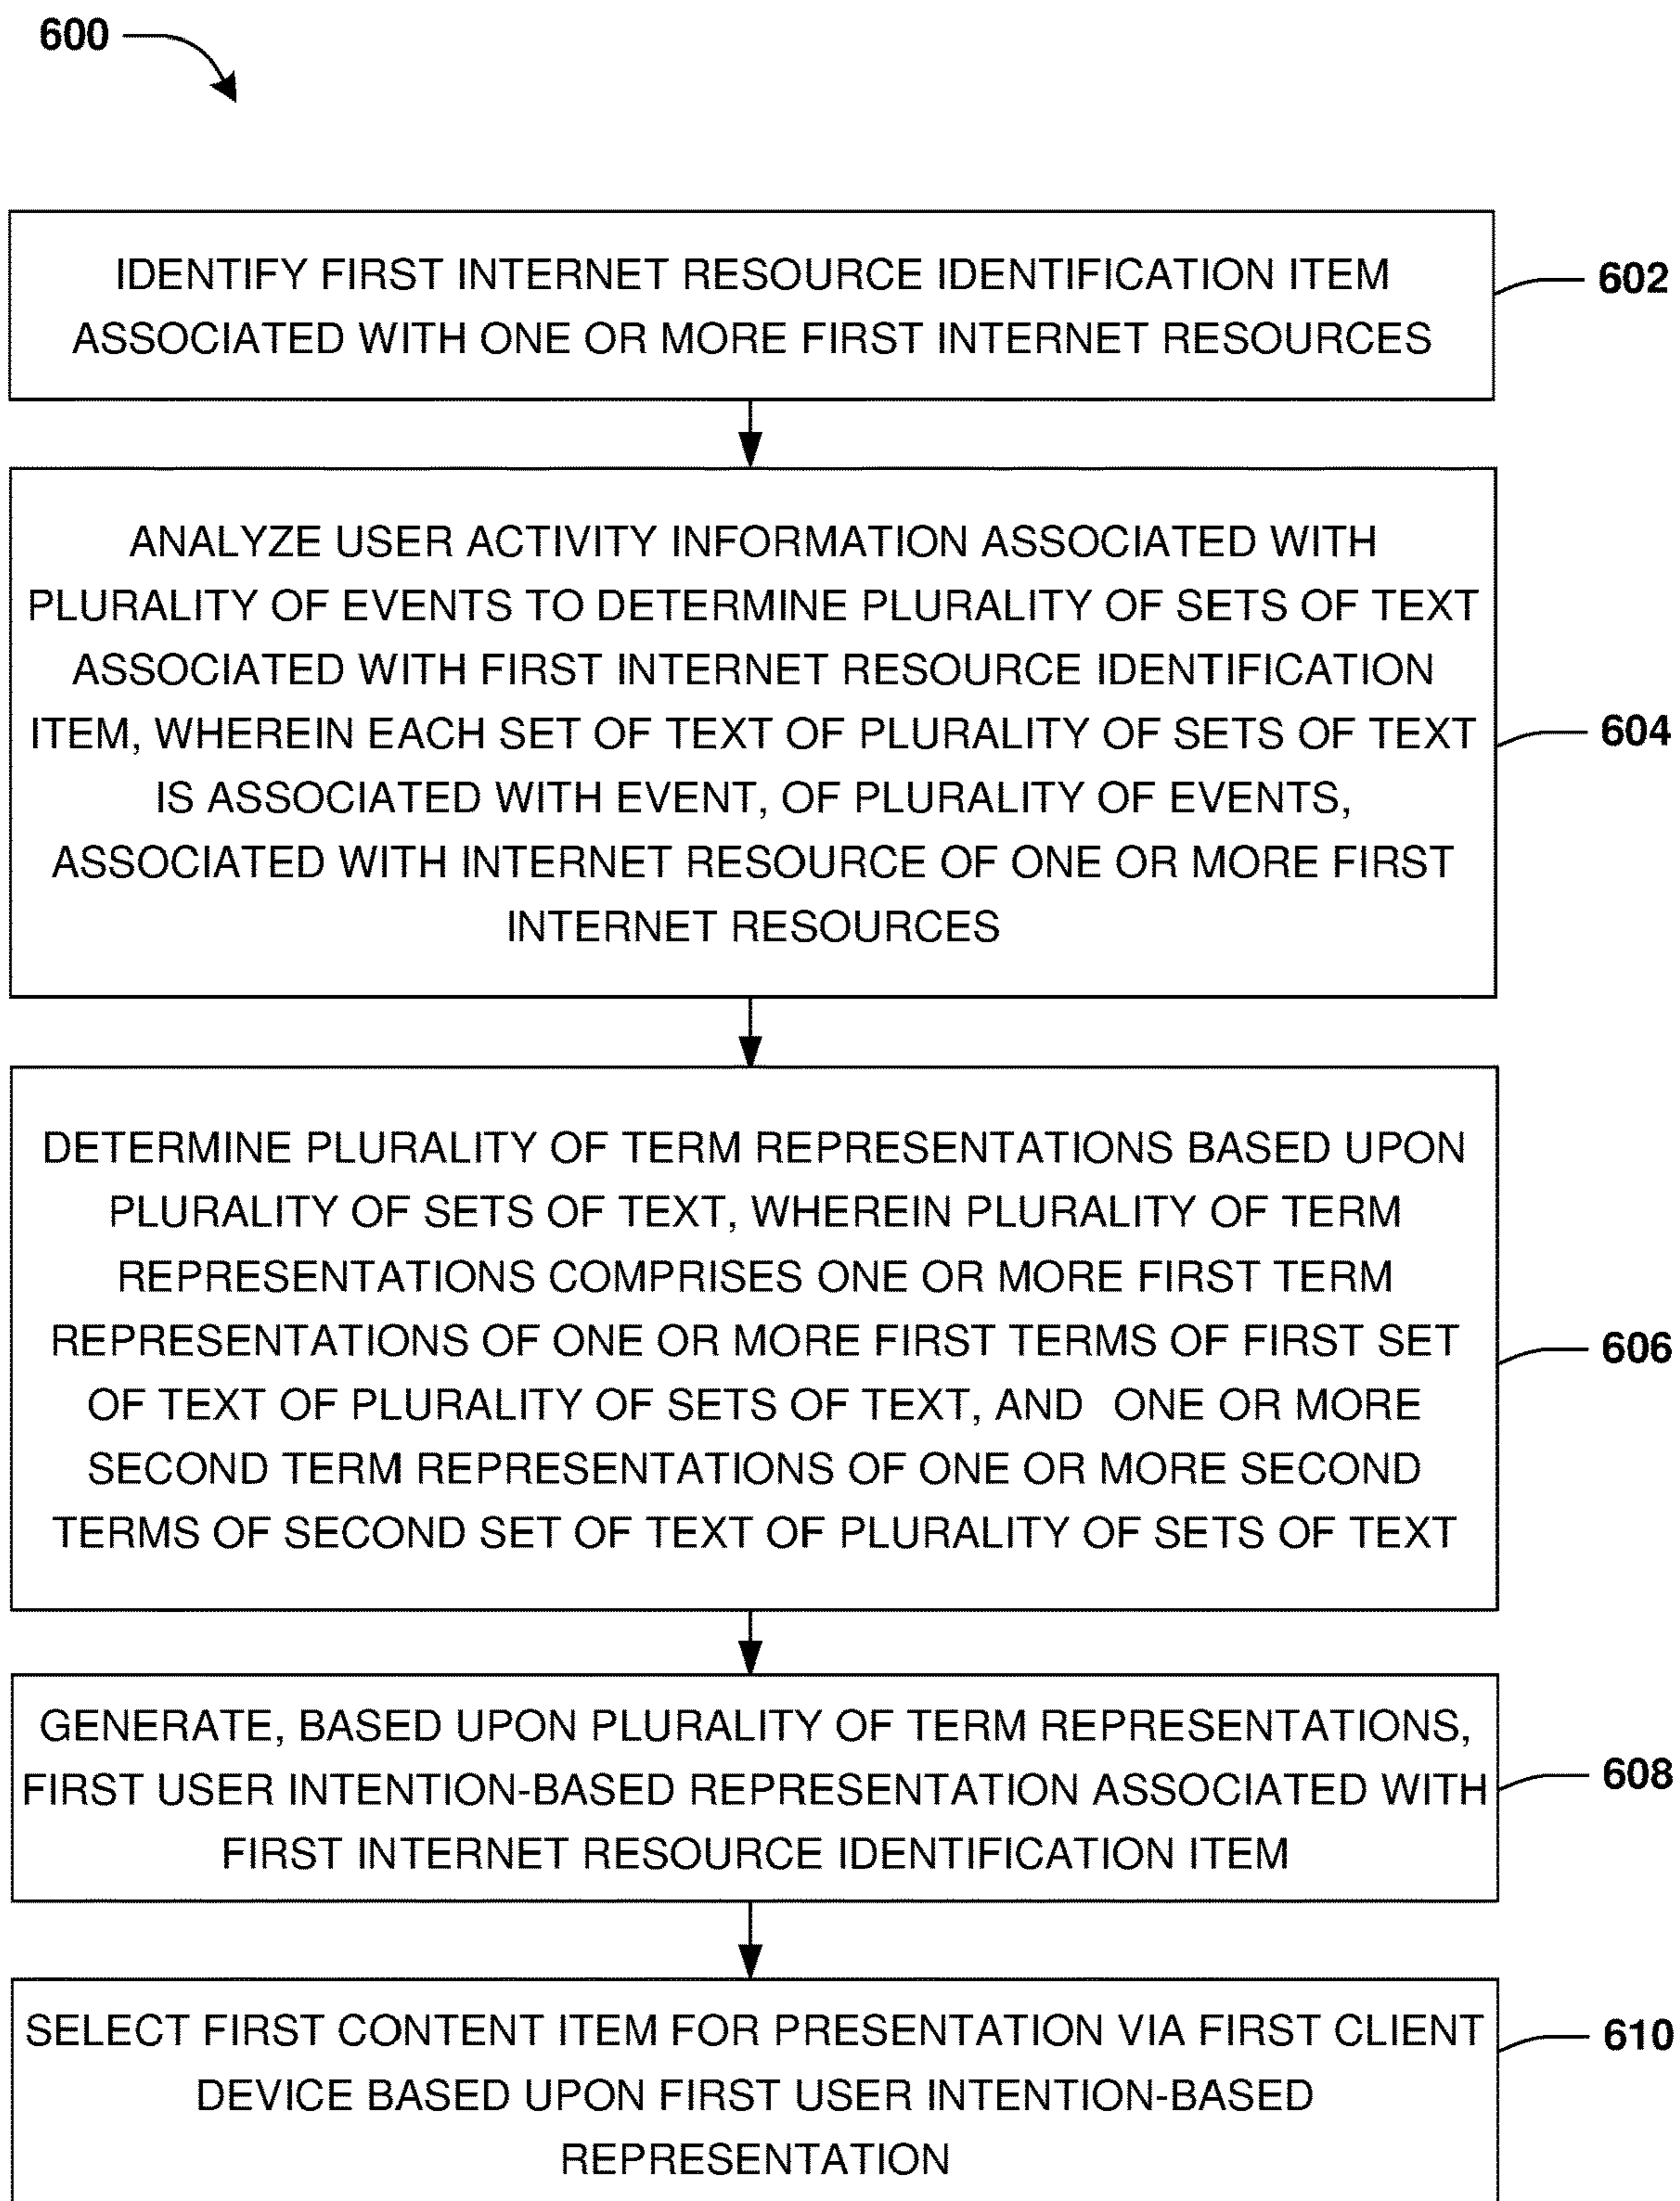 600
IDENTIFY FIRST INTERNET RESOURCE IDENTIFICATION ITEM
ASSOCIATED WITH ONE OR MORE FIRST INTERNET RESOURCES
602
ANALYZE USER ACTIVITY INFORMATION ASSOCIATED WITH
PLURALITY OF EVENTS TO DETERMINE PLURALITY OF SETS OF TEXT
ASSOCIATED WITH FIRST INTERNET RESOURCE IDENTIFICATION
ITEM, WHEREIN EACH SET OF TEXT OF PLURALITY OF SETS OF TEXT
IS ASSOCIATED WITH EVENT, OF PLURALITY OF EVENTS,
ASSOCIATED WITH INTERNET RESOURCE OF ONE OR MORE FIRST
INTERNET RESOURCES
604
DETERMINE PLURALITY OF TERM REPRESENTATIONS BASED UPON
PLURALITY OF SETS OF TEXT, WHEREIN PLURALITY OF TERM
REPRESENTATIONS COMPRISES ONE OR MORE FIRST TERM
REPRESENTATIONS OF ONE OR MORE FIRST TERMS OF FIRST SET
OF TEXT OF PLURALITY OF SETS OF TEXT, AND ONE OR MORE
SECOND TERM REPRESENTATIONS OF ONE OR MORE SECOND
TERMS OF SECOND SET OF TEXT OF PLURALITY OF SETS OF TEXT
606
GENERATE, BASED UPON PLURALITY OF TERM REPRESENTATIONS,
FIRST USER INTENTION-BASED REPRESENTATION ASSOCIATED WITH
FIRST INTERNET RESOURCE IDENTIFICATION ITEM
608
SELECT FIRST CONTENT ITEM FOR PRESENTATION VIA FIRST CLIENT
DEVICE BASED UPON FIRST USER INTENTION-BASED
REPRESENTATION
610